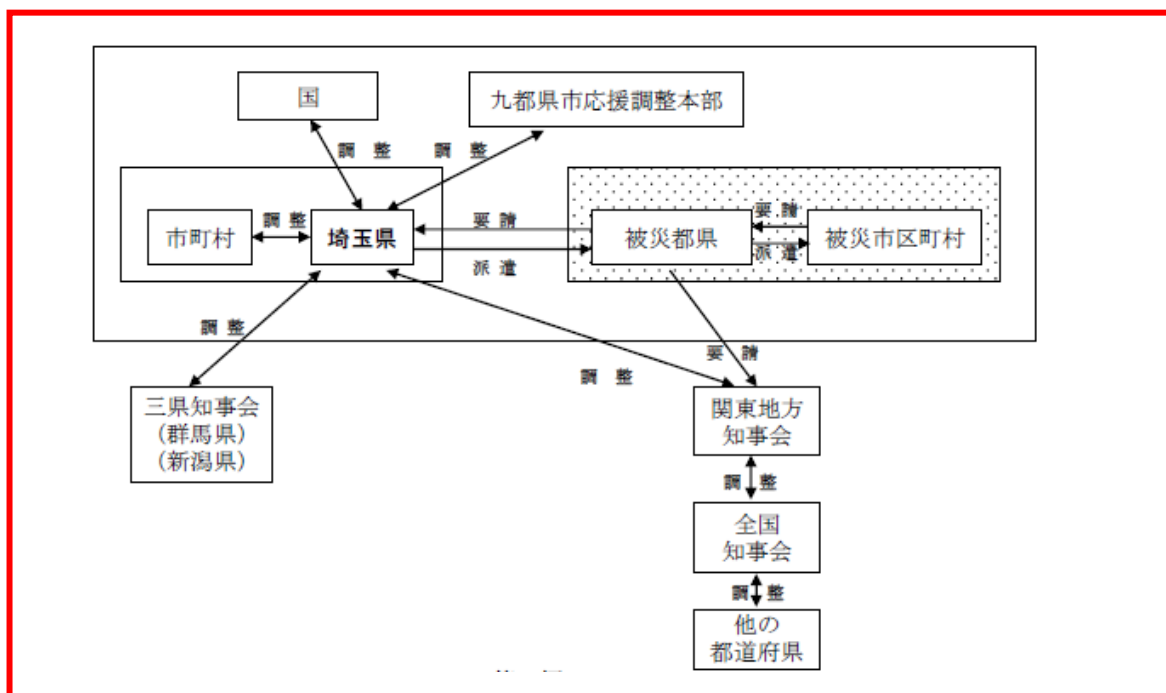 国
九都県市応援調整本部
調整
調整
市町村
調整
埼玉県
要請
派遣
被災都県
要請
派遣
被災市区町村
調整
調整
要請
三県知事会
(群馬県)
(新潟県)
関東地方
知事会
調整
全国
知事会
調整
他の
都道府県